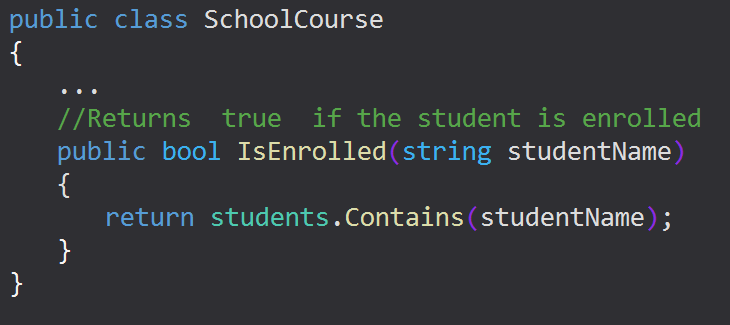 public class SchoolCourse
{
...
//Returns  true  if the student is enrolled
public bool IsEnrolled(string studentName)
{
return students.Contains(studentName);
}
}